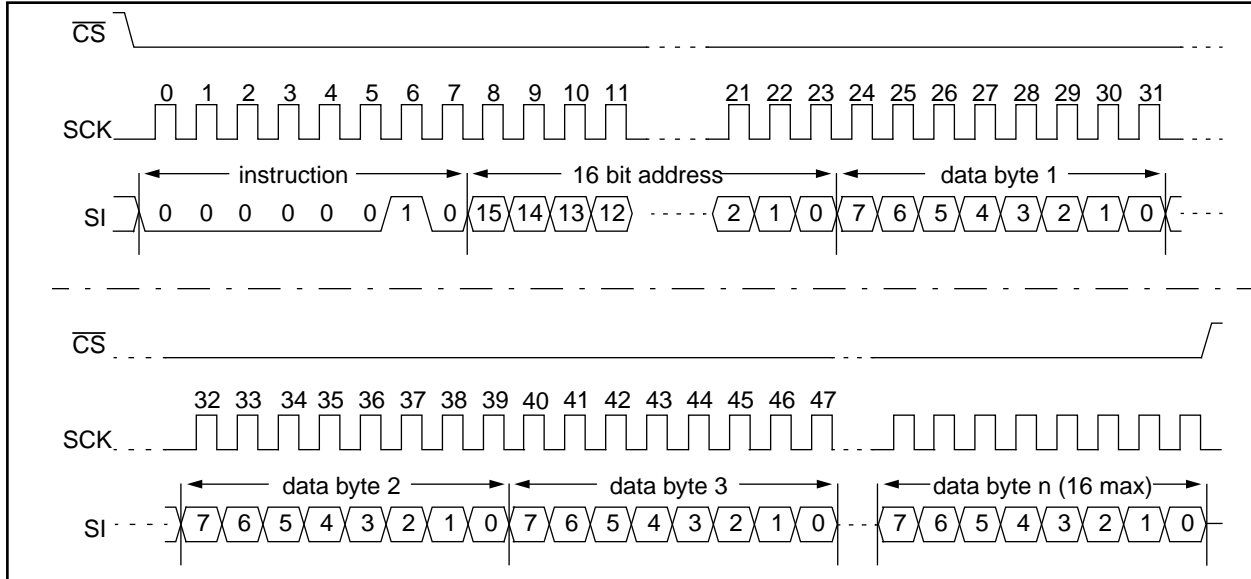 CS
0 1 2 3 4 5 6 7 8 9 10 11 21 22 23 24 25 26 27 28 29 30 31
SCK
instruction 16 bit address data byte 1
SI 0 0 0 0 0 0 1 0 15 14 13 12 2 1 0 7 6 5 4 3 2 1 0
CS
32 33 34 35 36 37 38 39 40 41 42 43 44 45 46 47
SCK
data byte 2 data byte 3 data byte n (16 max)
SI 7 6 5 4 3 2 1 0 7 6 5 4 3 2 1 0 7 6 5 4 3 2 1 0